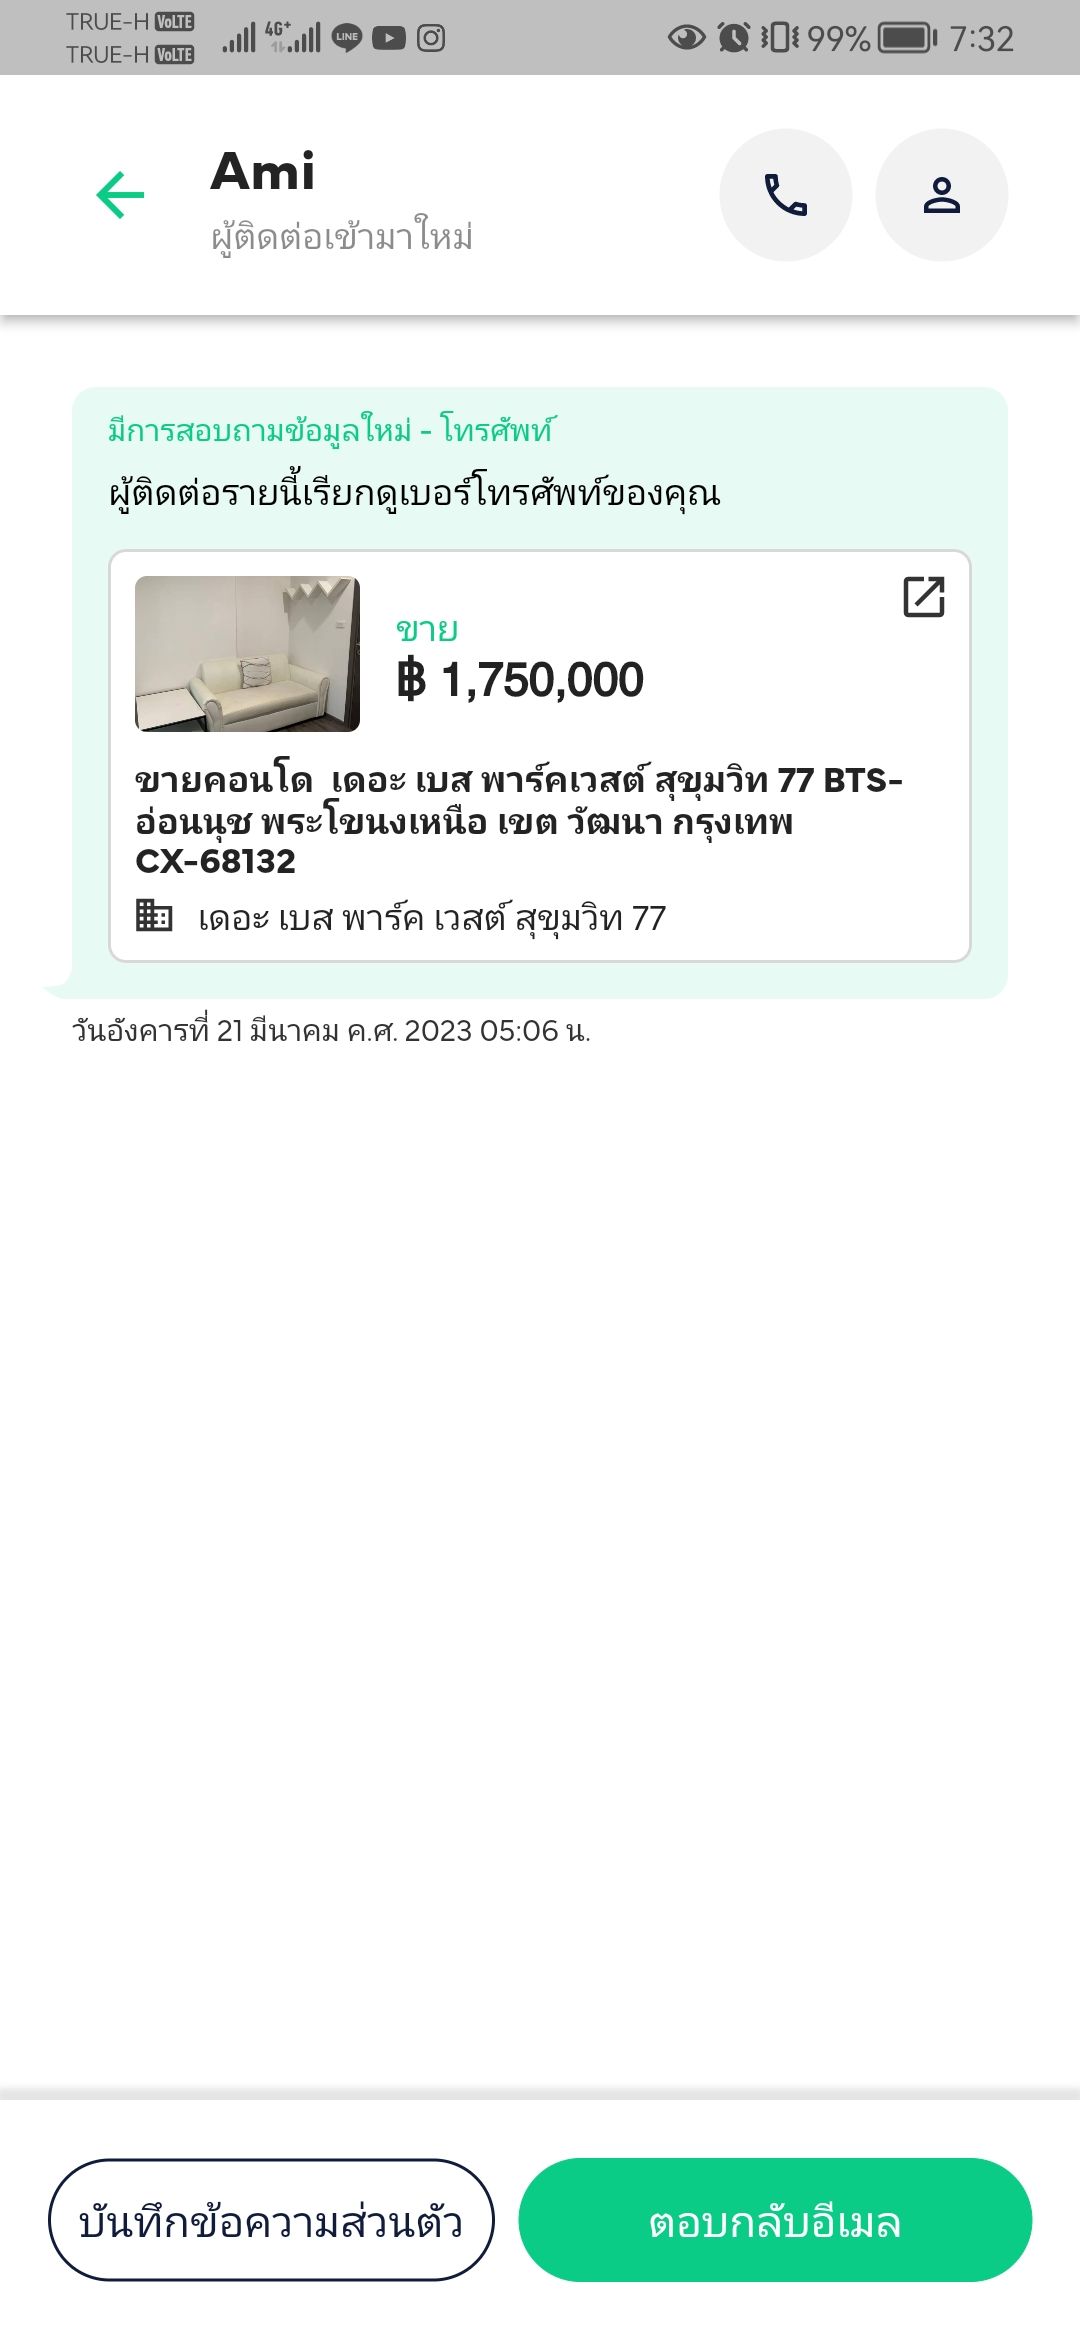 TRUE-H VoLTE
TRUE-H VoLTE
4G+
LINE
99%
7:32
Ami
ผู้ติดต่อเข้ามาใหม่
มีการสอบถามข้อมูลใหม่ - โทรศัพท์
ผู้ติดต่อรายนี้เรียกดูเบอร์โทรศัพท์ของคุณ
ขาย
฿ 1,750,000
ขายคอนโด  เดอะ เบส พาร์คเวสต์ สุขุมวิท 77 BTS-
อ่อนนุช พระโขนงเหนือ เขต วัฒนา กรุงเทพ
CX-68132
เดอะ เบส พาร์ค เวสต์ สุขุมวิท 77
วันอังคารที่ 21 มีนาคม ค.ศ. 2023 05:06 น.
บันทึกข้อความส่วนตัว
ตอบกลับอีเมล